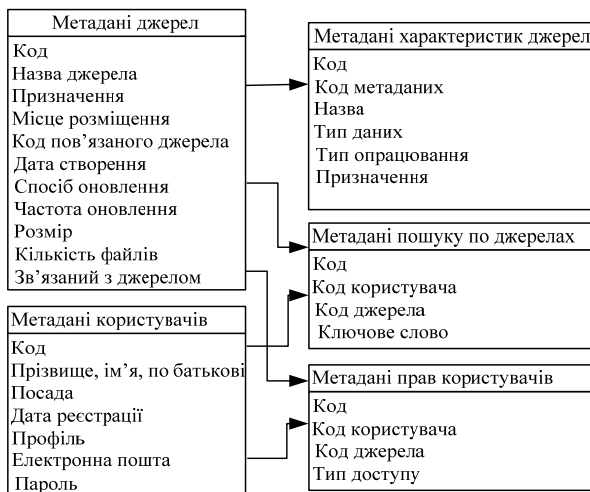 Метадані джерел
Код
Назва джерела
Призначення
Місце розміщення
Код пов’язаного джерела
Дата створення
Спосіб оновлення
Частота оновлення
Розмір
Кількість файлів
Зв’язаний з джерелом
Метадані користувачів
Код
Прізвище, ім’я, по батькові
Посада
Дата реєстрації
Профіль
Електронна пошта
Пароль
Метадані характеристик джерел
Код
Код метаданих
Назва
Тип даних
Тип опрацювання
Призначення
Метадані пошуку по джерелах
Код
Код користувача
Код джерела
Ключове слово
Метадані прав користувачів
Код
Код користувача
Код джерела
Тип доступу